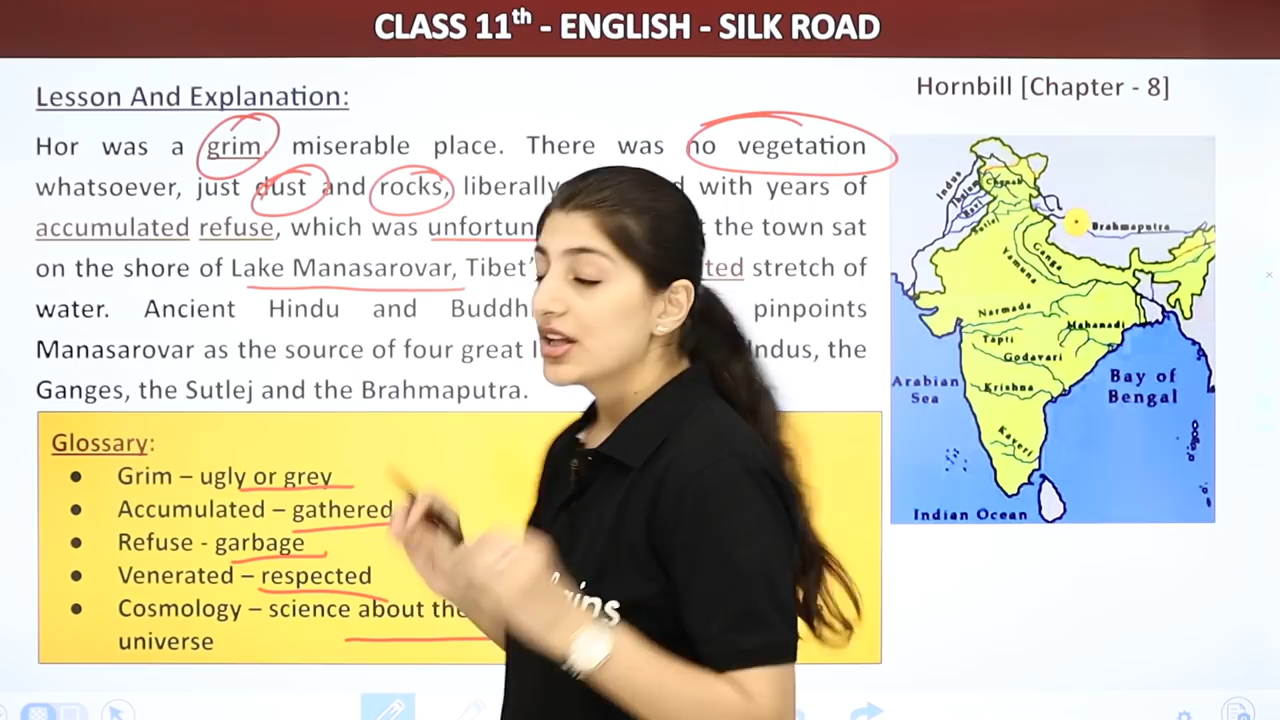 CLASS 11th - ENGLISH - SILK ROAD
Lesson And Explanation:
Hornbill [Chapter - 8]
Hor was a grim miserable place. There was no vegetation
whatsoever, just dust and rocks, liberally with years of
accumulated refuse, which was the town sat
on the shore of Lake Manasarovar, stretch of
water. Ancient Hindu and pinpoints
Manasarovar as the source of four great Indus, the
Ganges, the Sutlej and the Brahmaputra.
Glossary:
● Grim – ugly or grey
● Accumulated – gathered
● Refuse - garbage
● Venerated – respected
● Cosmology – science about the
universe
Indus
Chenab
Ravi
Brahmaputra
Ganga
Yamuna
Narmada
Mahanadi
Tapti
Godavari
Arabian
Sea
Krishna
Bay of
Bengal
Kaveri
Indian Ocean